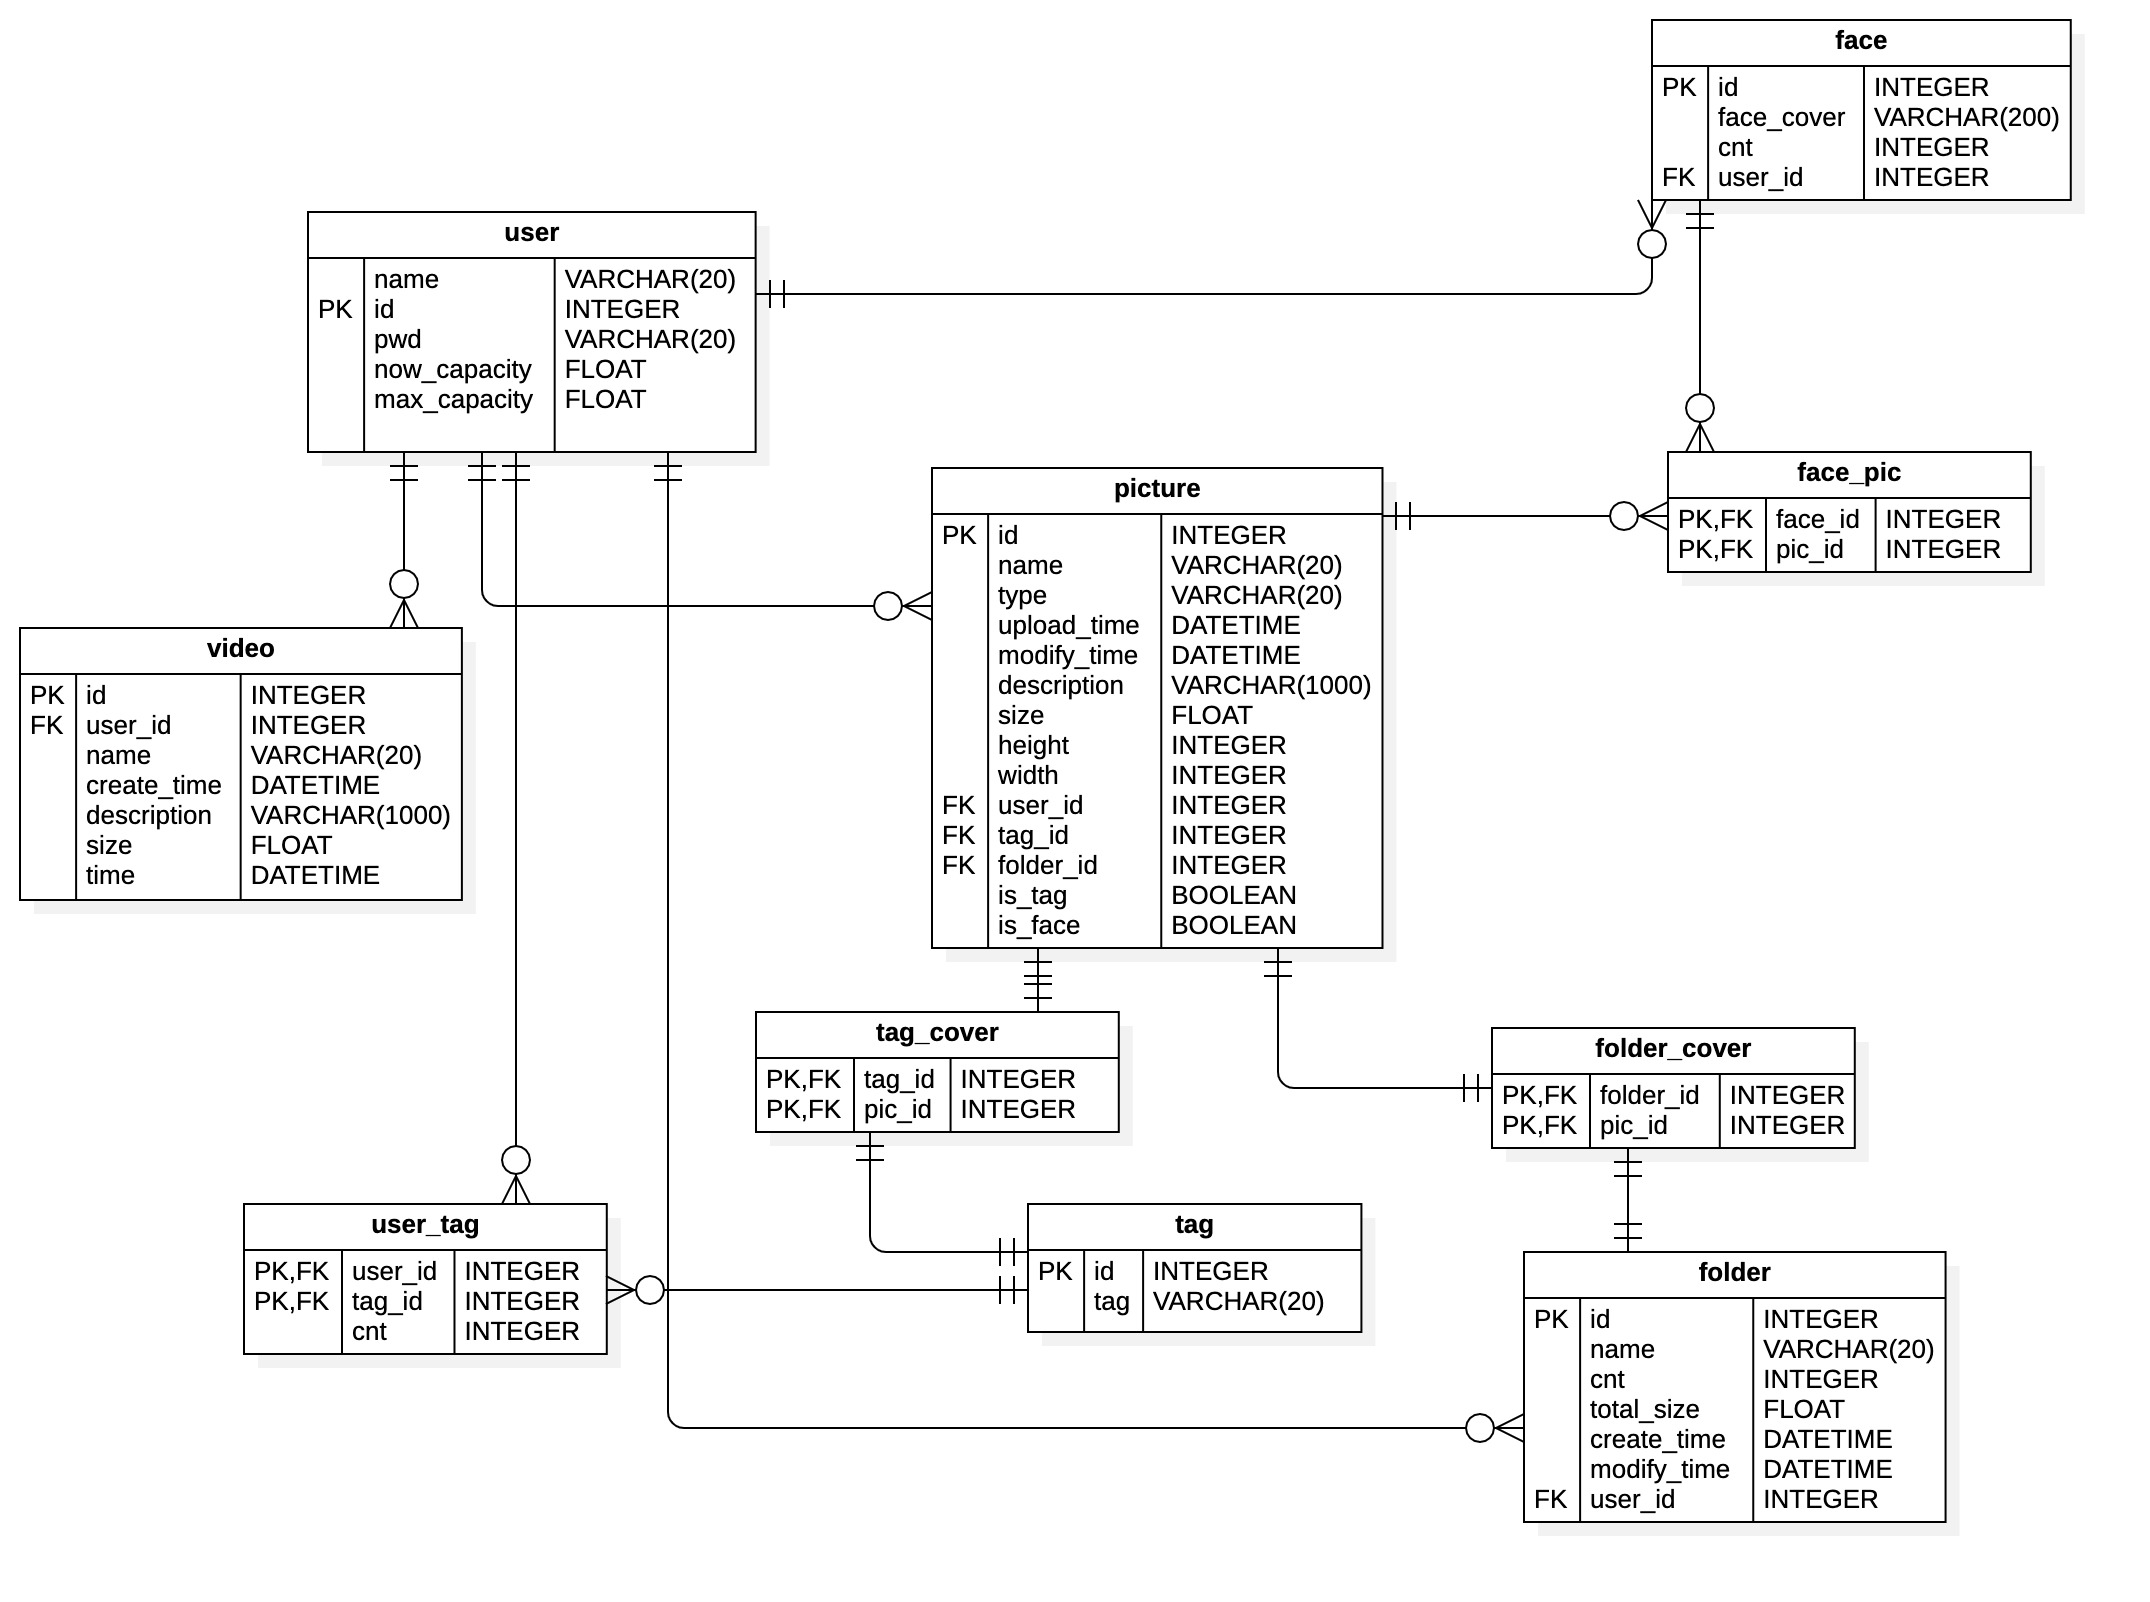 face
PK id INTEGER
face_cover VARCHAR(200)
cnt INTEGER
FK user_id INTEGER
user
name VARCHAR(20)
PK id INTEGER
pwd VARCHAR(20)
now_capacity FLOAT
max_capacity FLOAT
face_pic
PK,FK face_id INTEGER
PK,FK pic_id INTEGER
picture
PK id INTEGER
name VARCHAR(20)
type VARCHAR(20)
upload_time DATETIME
modify_time DATETIME
description VARCHAR(1000)
size FLOAT
height INTEGER
width INTEGER
FK user_id INTEGER
FK tag_id INTEGER
FK folder_id INTEGER
is_tag BOOLEAN
is_face BOOLEAN
video
PK id INTEGER
FK user_id INTEGER
name VARCHAR(20)
create_time DATETIME
description VARCHAR(1000)
size FLOAT
time DATETIME
tag_cover
PK,FK tag_id INTEGER
PK,FK pic_id INTEGER
folder_cover
PK,FK folder_id INTEGER
PK,FK pic_id INTEGER
user_tag
PK,FK user_id INTEGER
PK,FK tag_id INTEGER
cnt INTEGER
tag
PK id INTEGER
tag VARCHAR(20)
folder
PK id INTEGER
name VARCHAR(20)
cnt INTEGER
total_size FLOAT
create_time DATETIME
modify_time DATETIME
FK user_id INTEGER